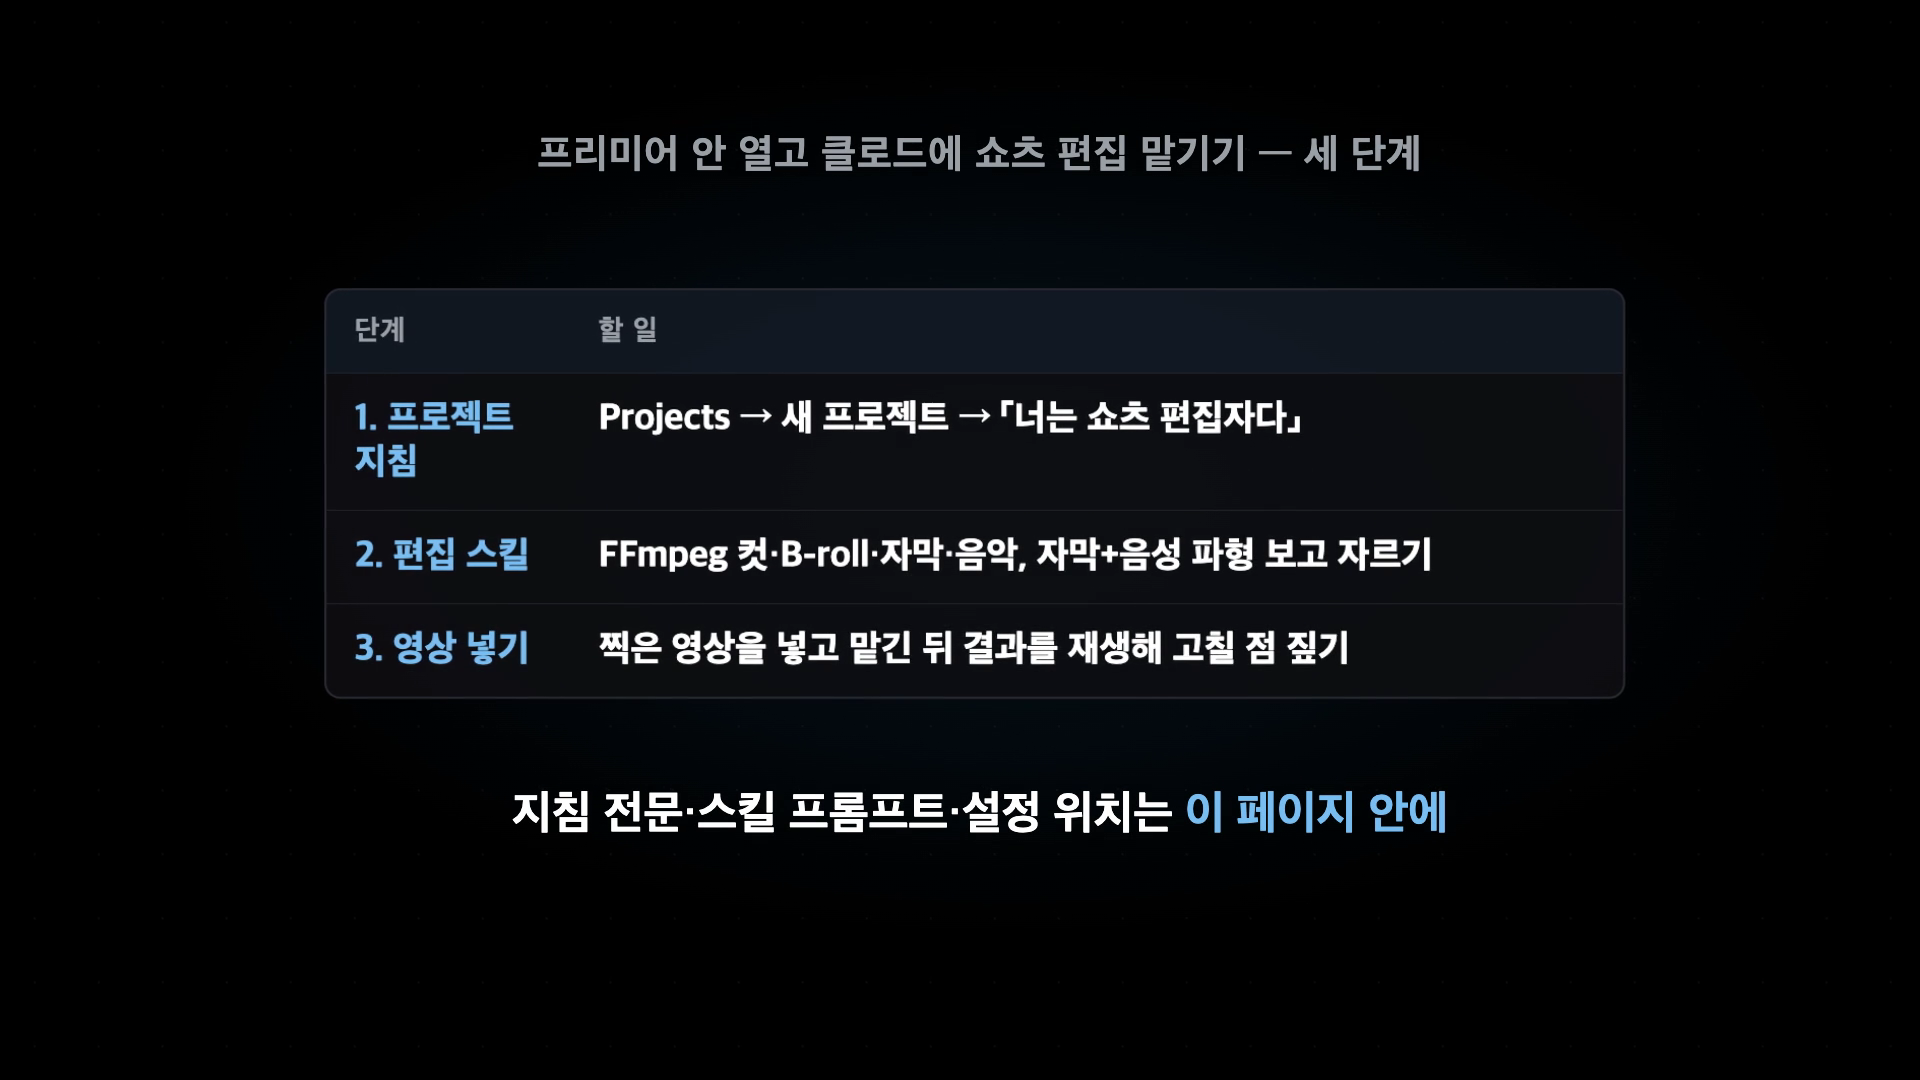 프리미어 안 열고 클로드에 쇼츠 편집 맡기기 — 세 단계
단계 할 일
1. 프로젝트 지침 Projects → 새 프로젝트 → 「너는 쇼츠 편집자다」
2. 편집 스킬 FFmpeg 컷·B-roll·자막·음악, 자막+음성 파형 보고 자르기
3. 영상 넣기 찍은 영상을 넣고 맡긴 뒤 결과를 재생해 고칠 점 짚기
지침 전문·스킬 프롬프트·설정 위치는 이 페이지 안에